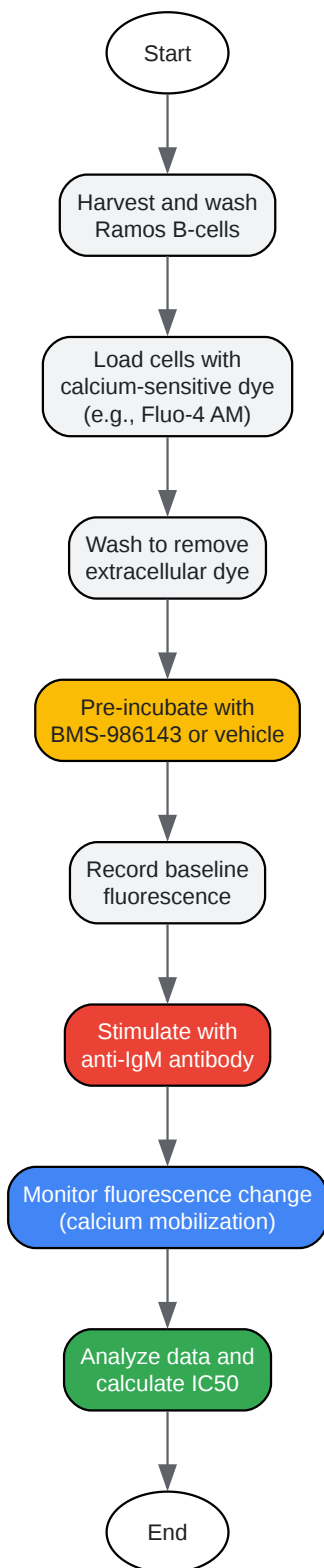 Start
Harvest and wash
Ramos B-cells
Load cells with
calcium-sensitive dye
(e.g., Fluo-4 AM)
Wash to remove
extracellular dye
Pre-incubate with
BMS-986143 or vehicle
Record baseline
fluorescence
Stimulate with
anti-IgM antibody
Monitor fluorescence change
(calcium mobilization)
Analyze data and
calculate IC50
End